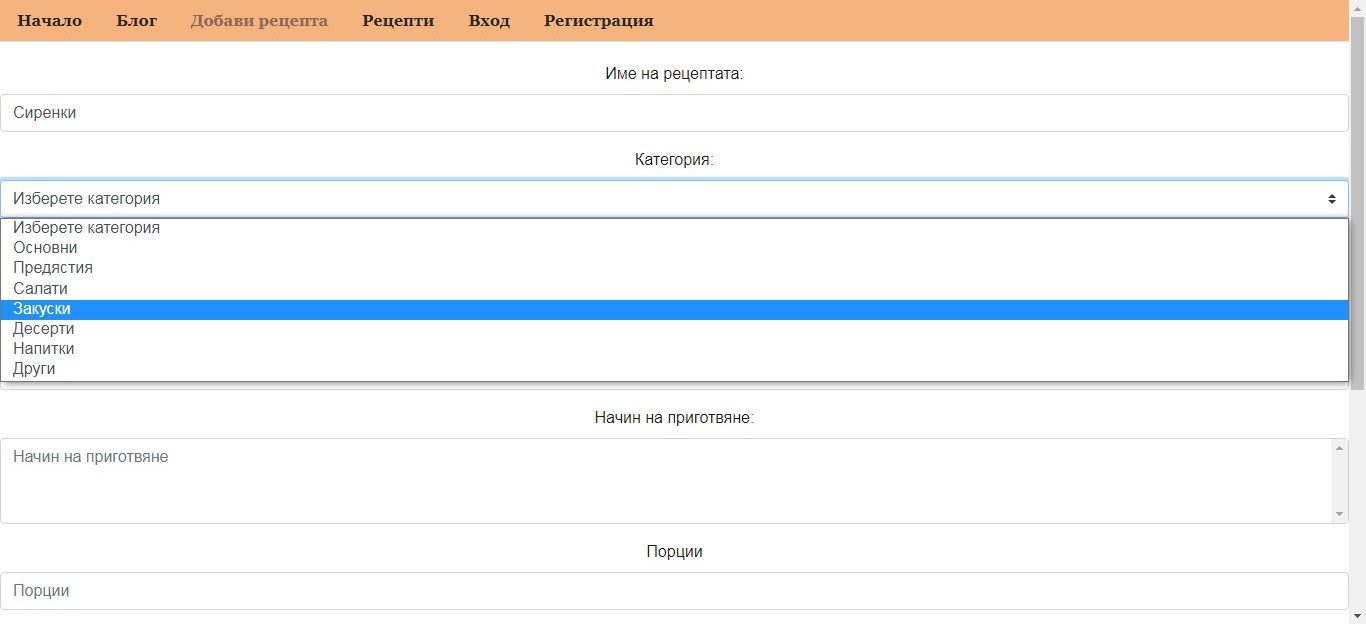 Начало Блог Добави рецепта Рецепти Вход Регистрация
Име на рецептата:
Сиренки
Категория:
Изберете категория
Изберете категория
Основни
Предястия
Салати
Закуски
Десерти
Напитки
Други
Начин на приготвяне:
Начин на приготвяне
Порции
Порции